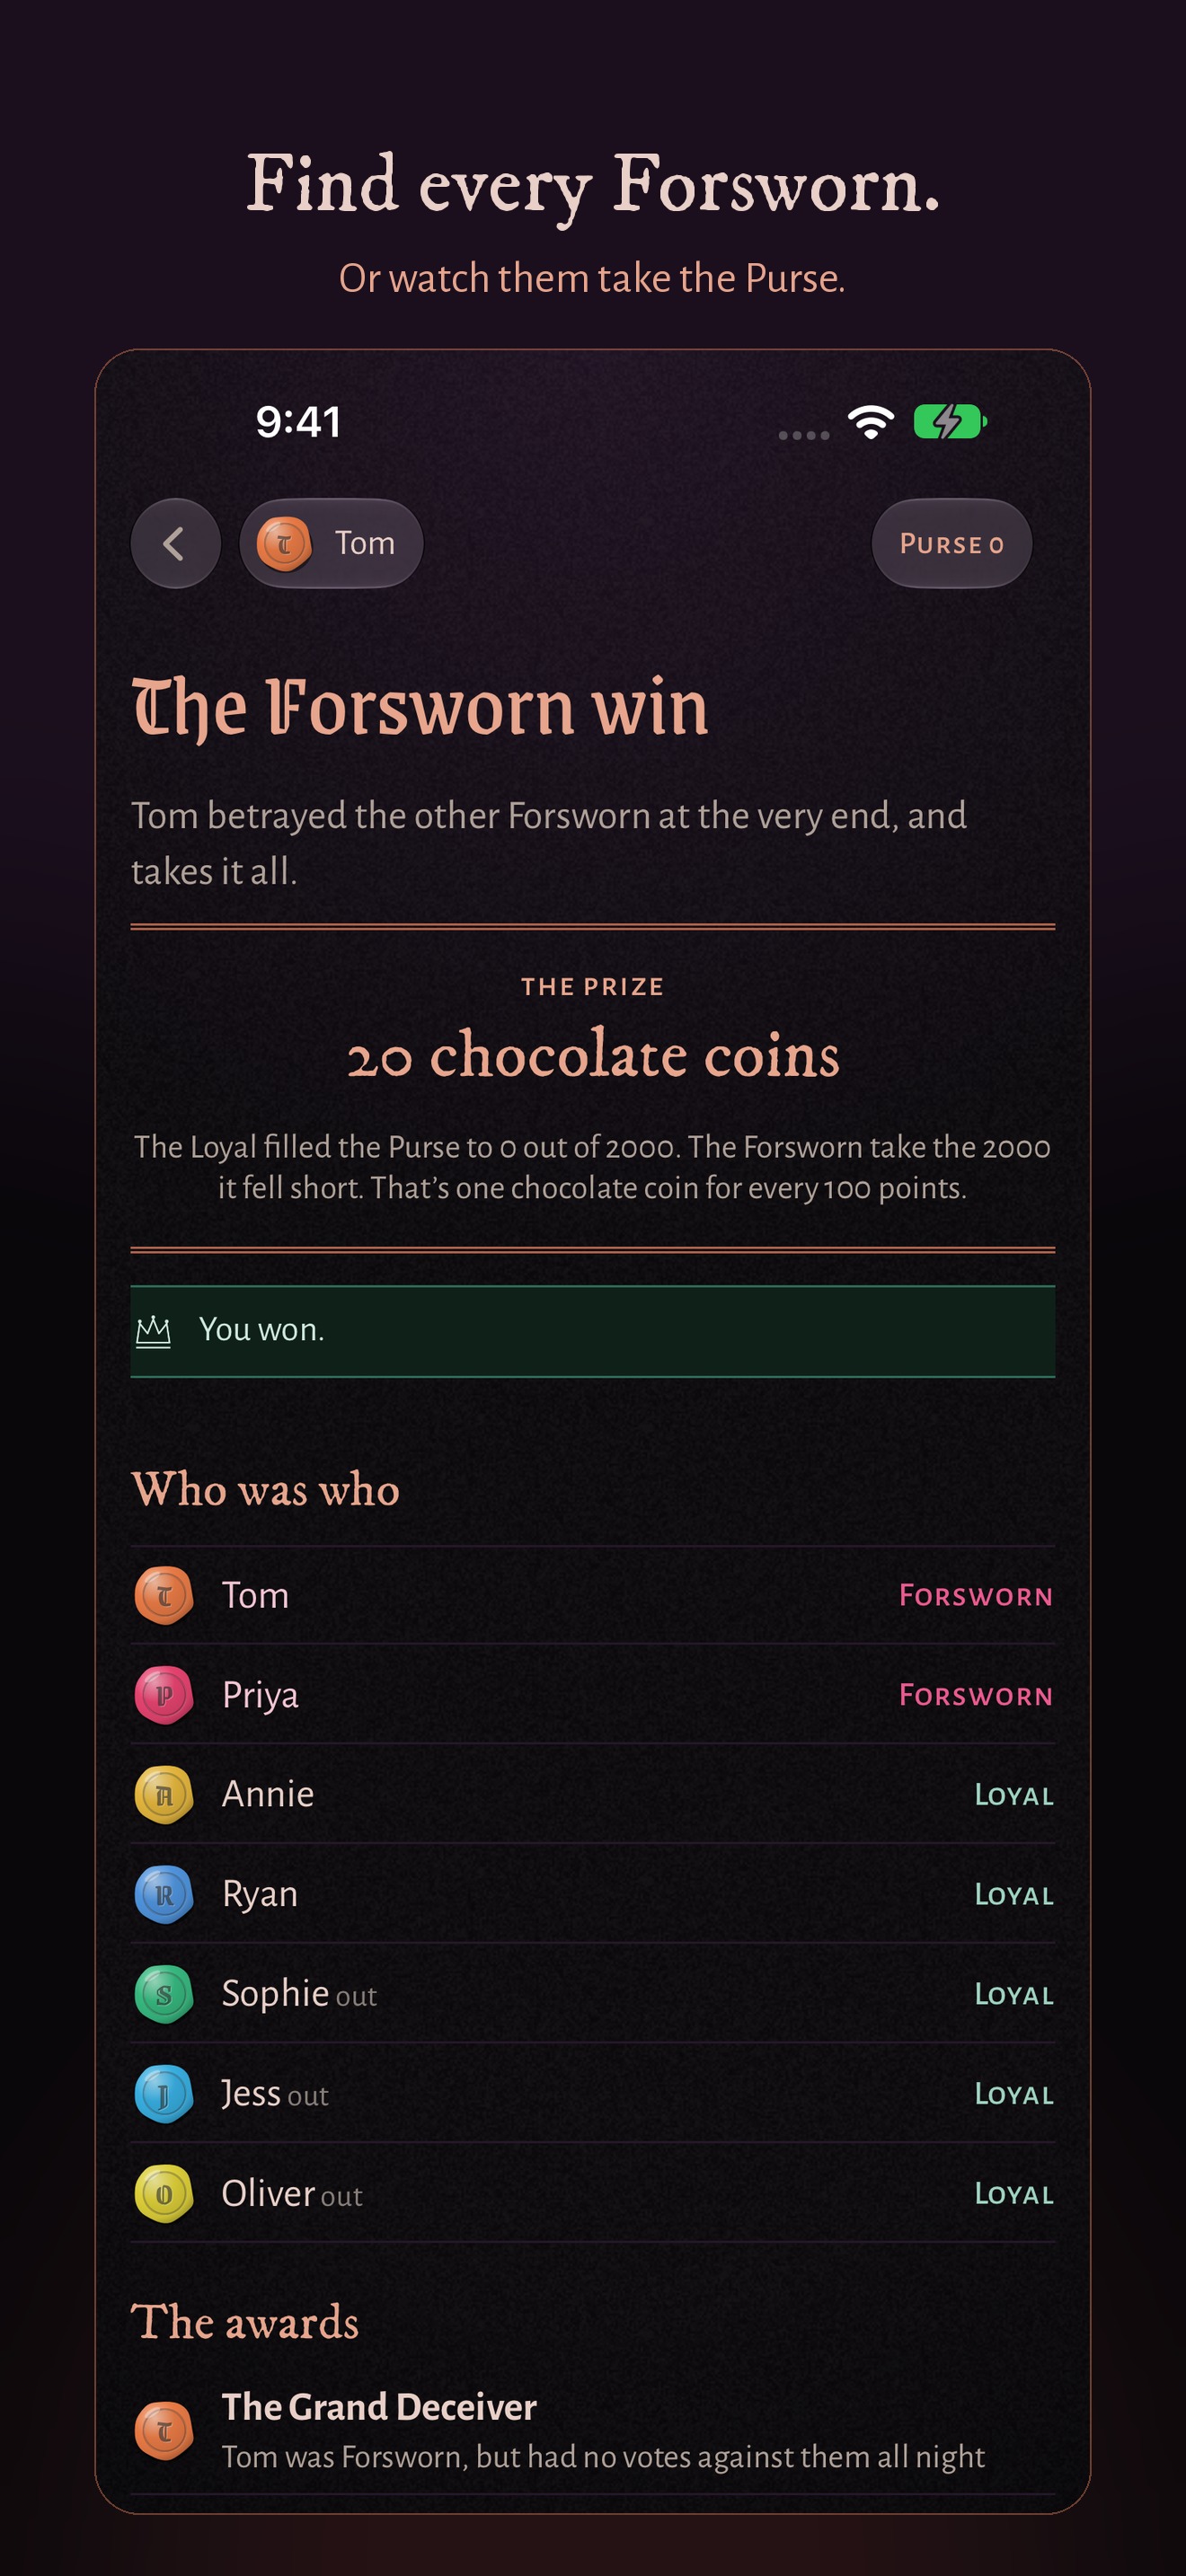 Find every Forsworn.
Or watch them take the Purse.
9:41
T Tom
PURSE 0
The Forsworn win
Tom betrayed the other Forsworn at the very end, and
takes it all.
THE PRIZE
20 chocolate coins
The Loyal filled the Purse to 0 out of 2000. The Forsworn take the 2000
it fell short. That’s one chocolate coin for every 100 points.
You won.
Who was who
T Tom FORSWORN
P Priya FORSWORN
A Annie LOYAL
R Ryan LOYAL
S Sophie out LOYAL
J Jess out LOYAL
O Oliver out LOYAL
The awards
T The Grand Deceiver
Tom was Forsworn, but had no votes against them all night